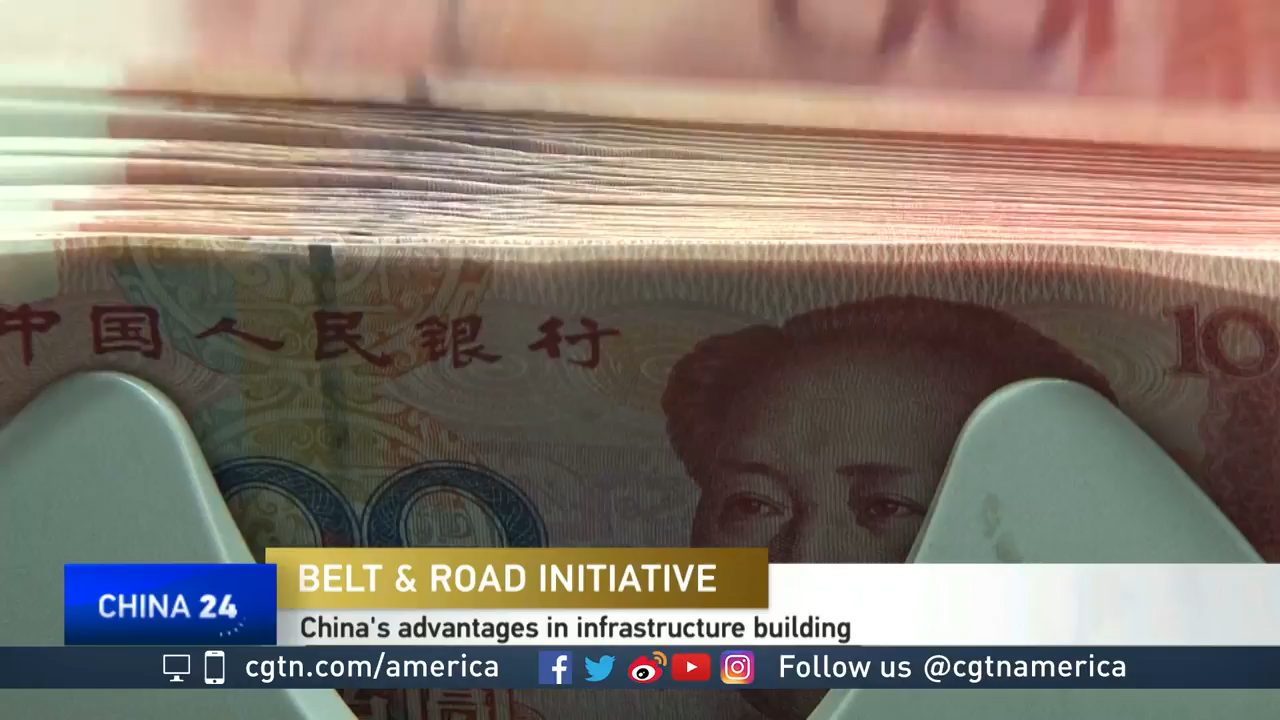 中国人民银行
100
BELT & ROAD INITIATIVE
CHINA 24
China's advantages in infrastructure building
cgtn.com/america
Follow us @cgtnamerica